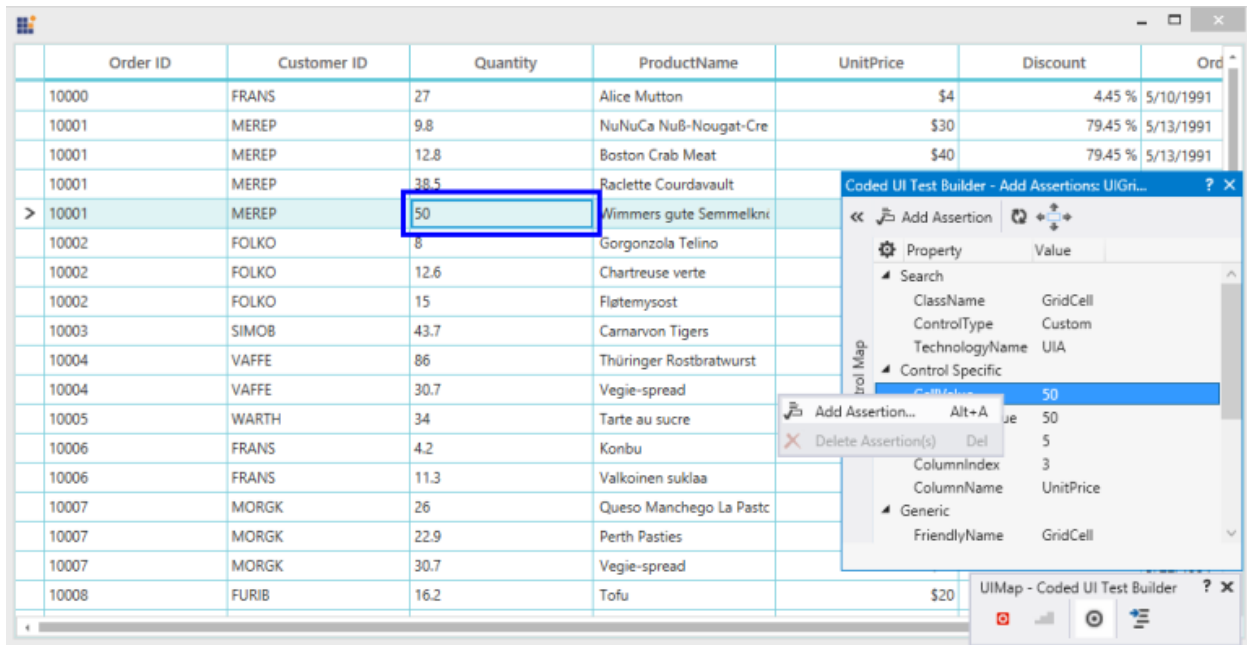 Order ID Customer ID Quantity ProductName UnitPrice Discount Ord
10000 FRANS 27 Alice Mutton $4 4.45 % 5/10/1991
10001 MEREP 9.8 NuNuCa Nuß-Nougat-Cre $30 79.45 % 5/13/1991
10001 MEREP 12.8 Boston Crab Meat $40 79.45 % 5/13/1991
10001 MEREP 38.5 Raclette Courdavault
10001 MEREP 50 Wimmers gute Semmelkn
10002 FOLKO 8 Gorgonzola Telino
10002 FOLKO 12.6 Chartreuse verte
10002 FOLKO 15 Fløtemysost
10003 SIMOB 43.7 Carnarvon Tigers
10004 VAFFE 86 Thüringer Rostbratwurst
10004 VAFFE 30.7 Vegie-spread
10005 WARTH 34 Tarte au sucre
10006 FRANS 4.2 Konbu
10006 FRANS 11.3 Valkoinen suklaa
10007 MORGK 26 Queso Manchego La Pastc
10007 MORGK 22.9 Perth Pasties
10007 MORGK 30.7 Vegie-spread
10008 FURIB 16.2 Tofu $20
Coded UI Test Builder - Add Assertions: UIGri... ?
Add Assertion
Property Value
Search
ClassName GridCell
ControlType Custom
TechnologyName UIA
Control Specific
50
ue 50
5
ColumnIndex 3
ColumnName UnitPrice
Generic
FriendlyName GridCell
trol Map
Add Assertion... Alt+A
Delete Assertion(s) Del
UIMap - Coded UI Test Builder ?